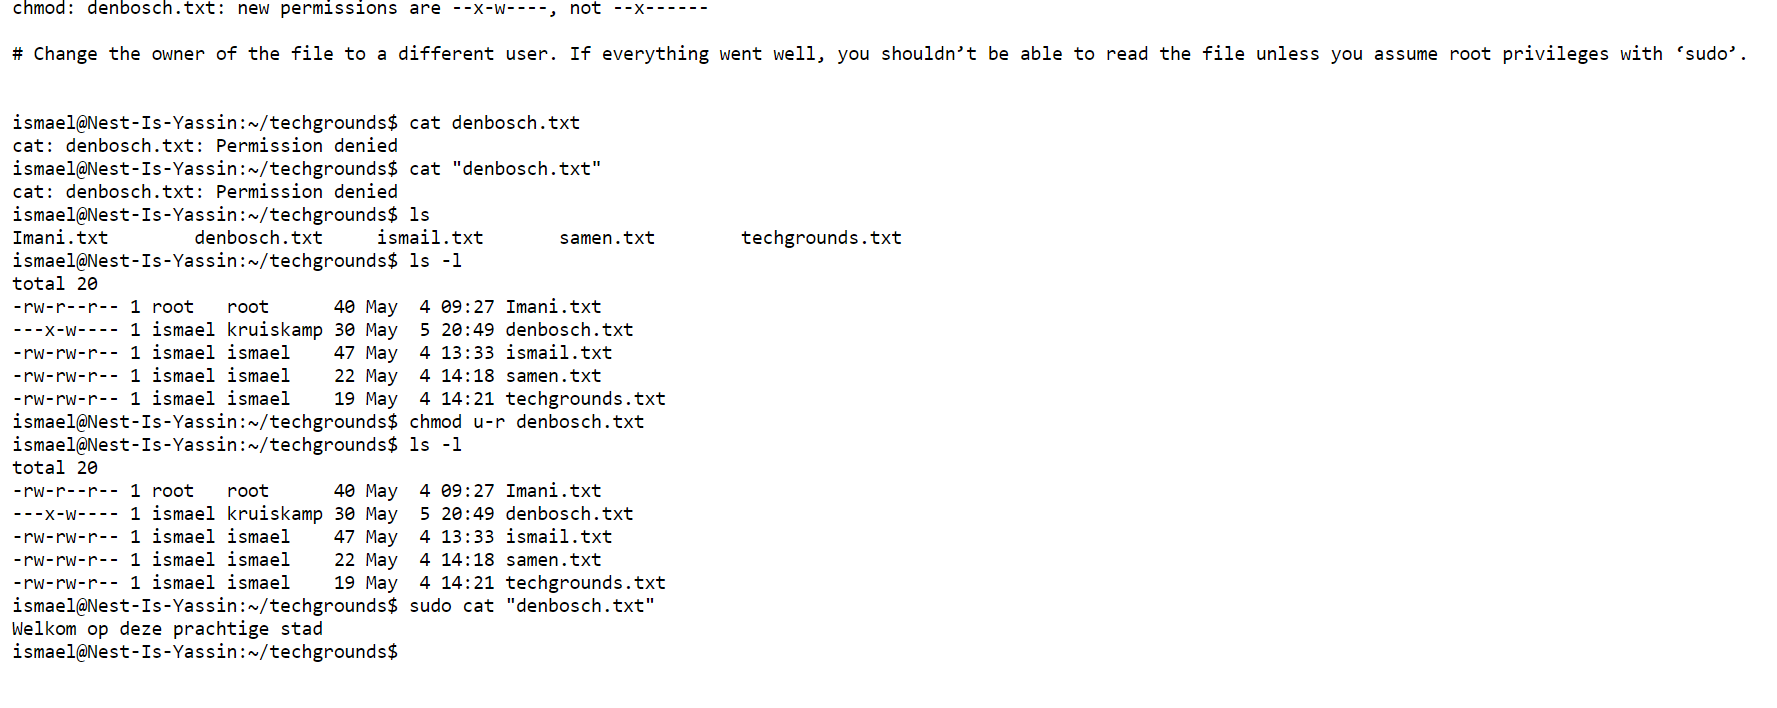 chmod: denbosch.txt: new permissions are --x-w----, not --x------
# Change the owner of the file to a different user. If everything went well, you shouldn’t be able to read the file unless you assume root privileges with ‘sudo’.
ismael@Nest-Is-Yassin:~/techgrounds$ cat denbosch.txt
cat: denbosch.txt: Permission denied
ismael@Nest-Is-Yassin:~/techgrounds$ cat "denbosch.txt"
cat: denbosch.txt: Permission denied
ismael@Nest-Is-Yassin:~/techgrounds$ ls
Imani.txt        denbosch.txt     ismail.txt       samen.txt        techgrounds.txt
ismael@Nest-Is-Yassin:~/techgrounds$ ls -l
total 20
-rw-r--r-- 1 root   root      40 May  4 09:27 Imani.txt
---x-w---- 1 ismael kruiskamp 30 May  5 20:49 denbosch.txt
-rw-rw-r-- 1 ismael ismael    47 May  4 13:33 ismail.txt
-rw-rw-r-- 1 ismael ismael    22 May  4 14:18 samen.txt
-rw-rw-r-- 1 ismael ismael    19 May  4 14:21 techgrounds.txt
ismael@Nest-Is-Yassin:~/techgrounds$ chmod u-r denbosch.txt
ismael@Nest-Is-Yassin:~/techgrounds$ ls -l
total 20
-rw-r--r-- 1 root   root      40 May  4 09:27 Imani.txt
---x-w---- 1 ismael kruiskamp 30 May  5 20:49 denbosch.txt
-rw-rw-r-- 1 ismael ismael    47 May  4 13:33 ismail.txt
-rw-rw-r-- 1 ismael ismael    22 May  4 14:18 samen.txt
-rw-rw-r-- 1 ismael ismael    19 May  4 14:21 techgrounds.txt
ismael@Nest-Is-Yassin:~/techgrounds$ sudo cat "denbosch.txt"
Welkom op deze prachtige stad
ismael@Nest-Is-Yassin:~/techgrounds$